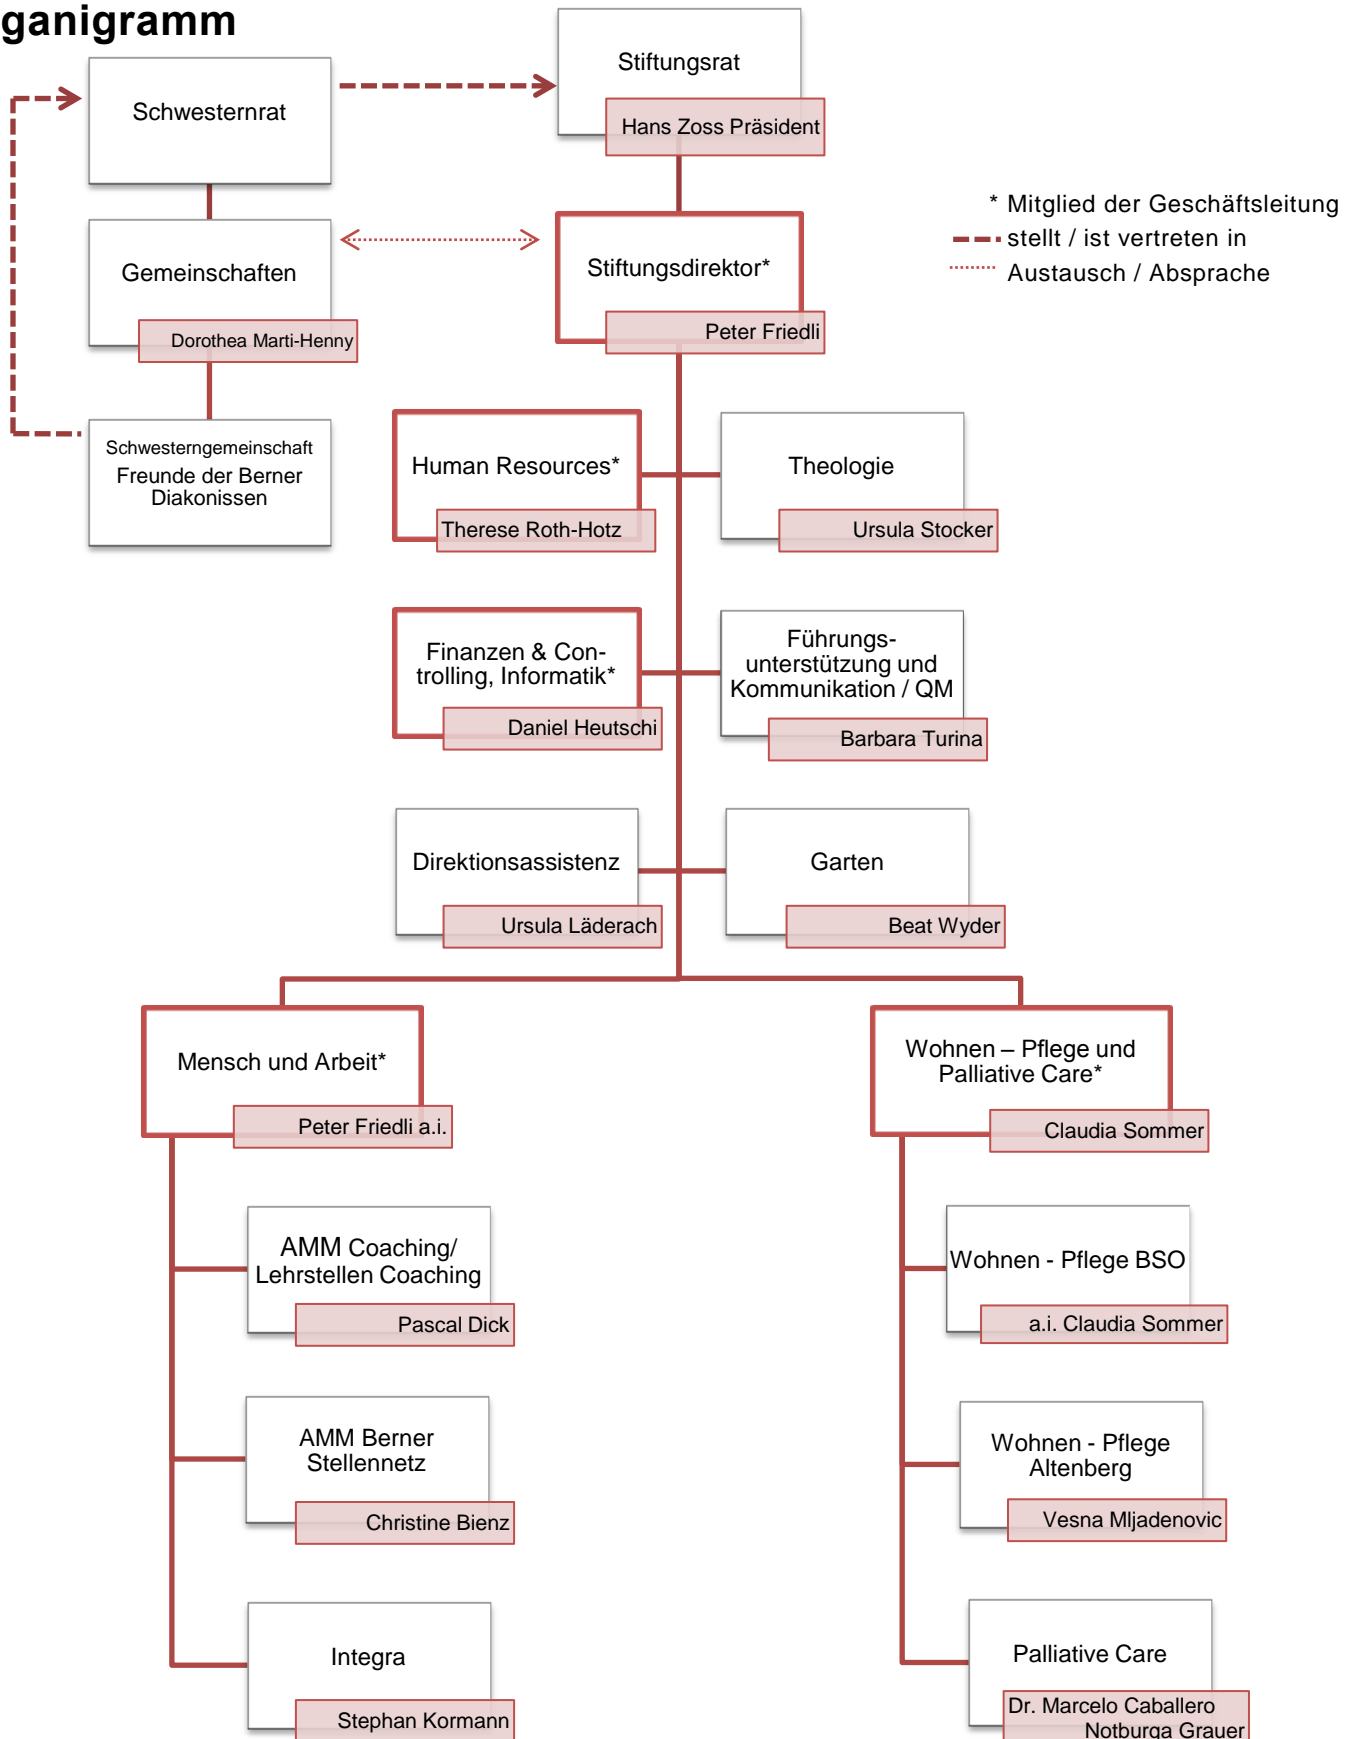 ganigramm
Schwesternrat
Stiftungsrat
Hans Zoss Präsident
* Mitglied der Geschäftsleitung
stellt / ist vertreten in
Austausch / Absprache
Gemeinschaften
Dorothea Marti-Henny
Stiftungsdirektor*
Peter Friedli
Schwesterngemeinschaft
Freunde der Berner
Diakonissen
Human Resources*
Therese Roth-Hotz
Theologie
Ursula Stocker
Finanzen & Con-
trolling, Informatik*
Daniel Heutschi
Führungs-
unterstützung und
Kommunikation / QM
Barbara Turina
Direktionsassistenz
Ursula Läderach
Garten
Beat Wyder
Mensch und Arbeit*
Peter Friedli a.i.
Wohnen – Pflege und
Palliative Care*
Claudia Sommer
AMM Coaching/
Lehrstellen Coaching
Pascal Dick
Wohnen - Pflege BSO
a.i. Claudia Sommer
AMM Berner
Stellennetz
Christine Bienz
Wohnen - Pflege
Altenberg
Vesna Mljadenovic
Integra
Stephan Kormann
Palliative Care
Dr. Marcelo Caballero
Notburga Grauer